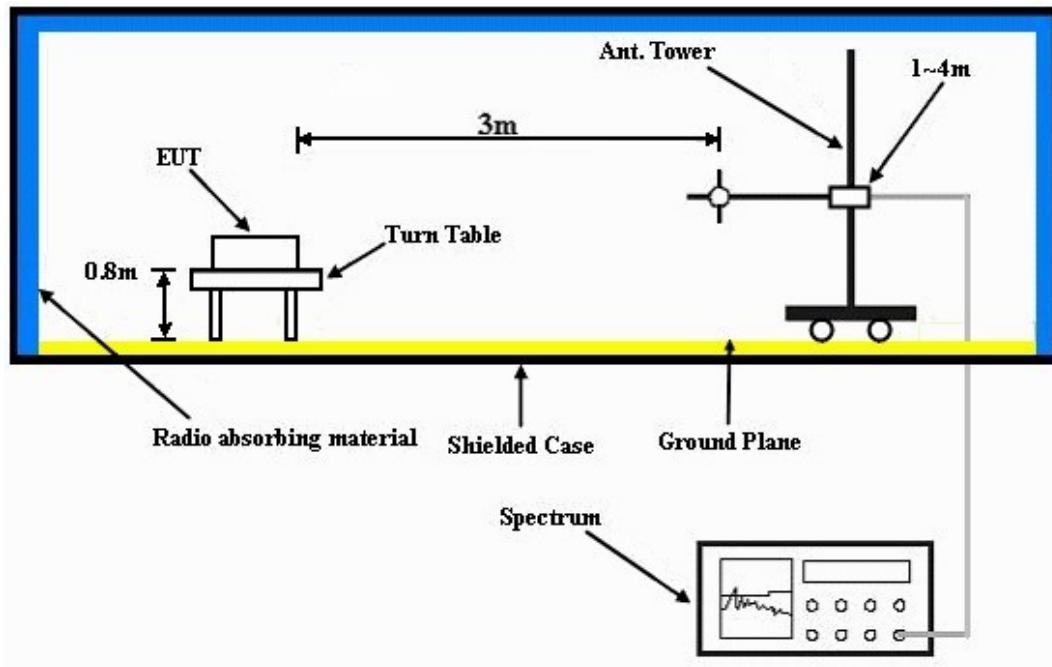 Ant. Tower
1~4m
3m
EUT
Turn Table
0.8m
Radio absorbing material
Shielded Case
Ground Plane
Spectrum